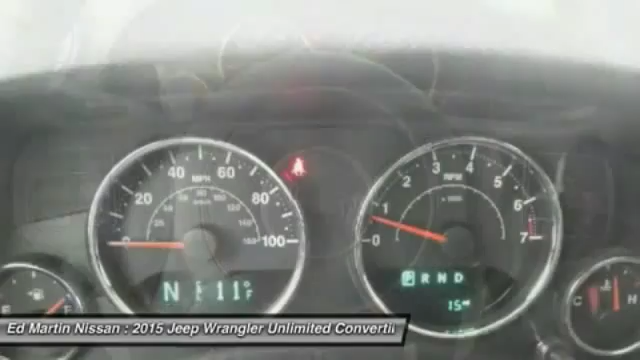 MPH
20 40 60 80 100
0
RPM
0 1 2 3 4 5 6 7
N 11°F
P R N D
15
F
C H
Ed Martin Nissan : 2015 Jeep Wrangler Unlimited Converti